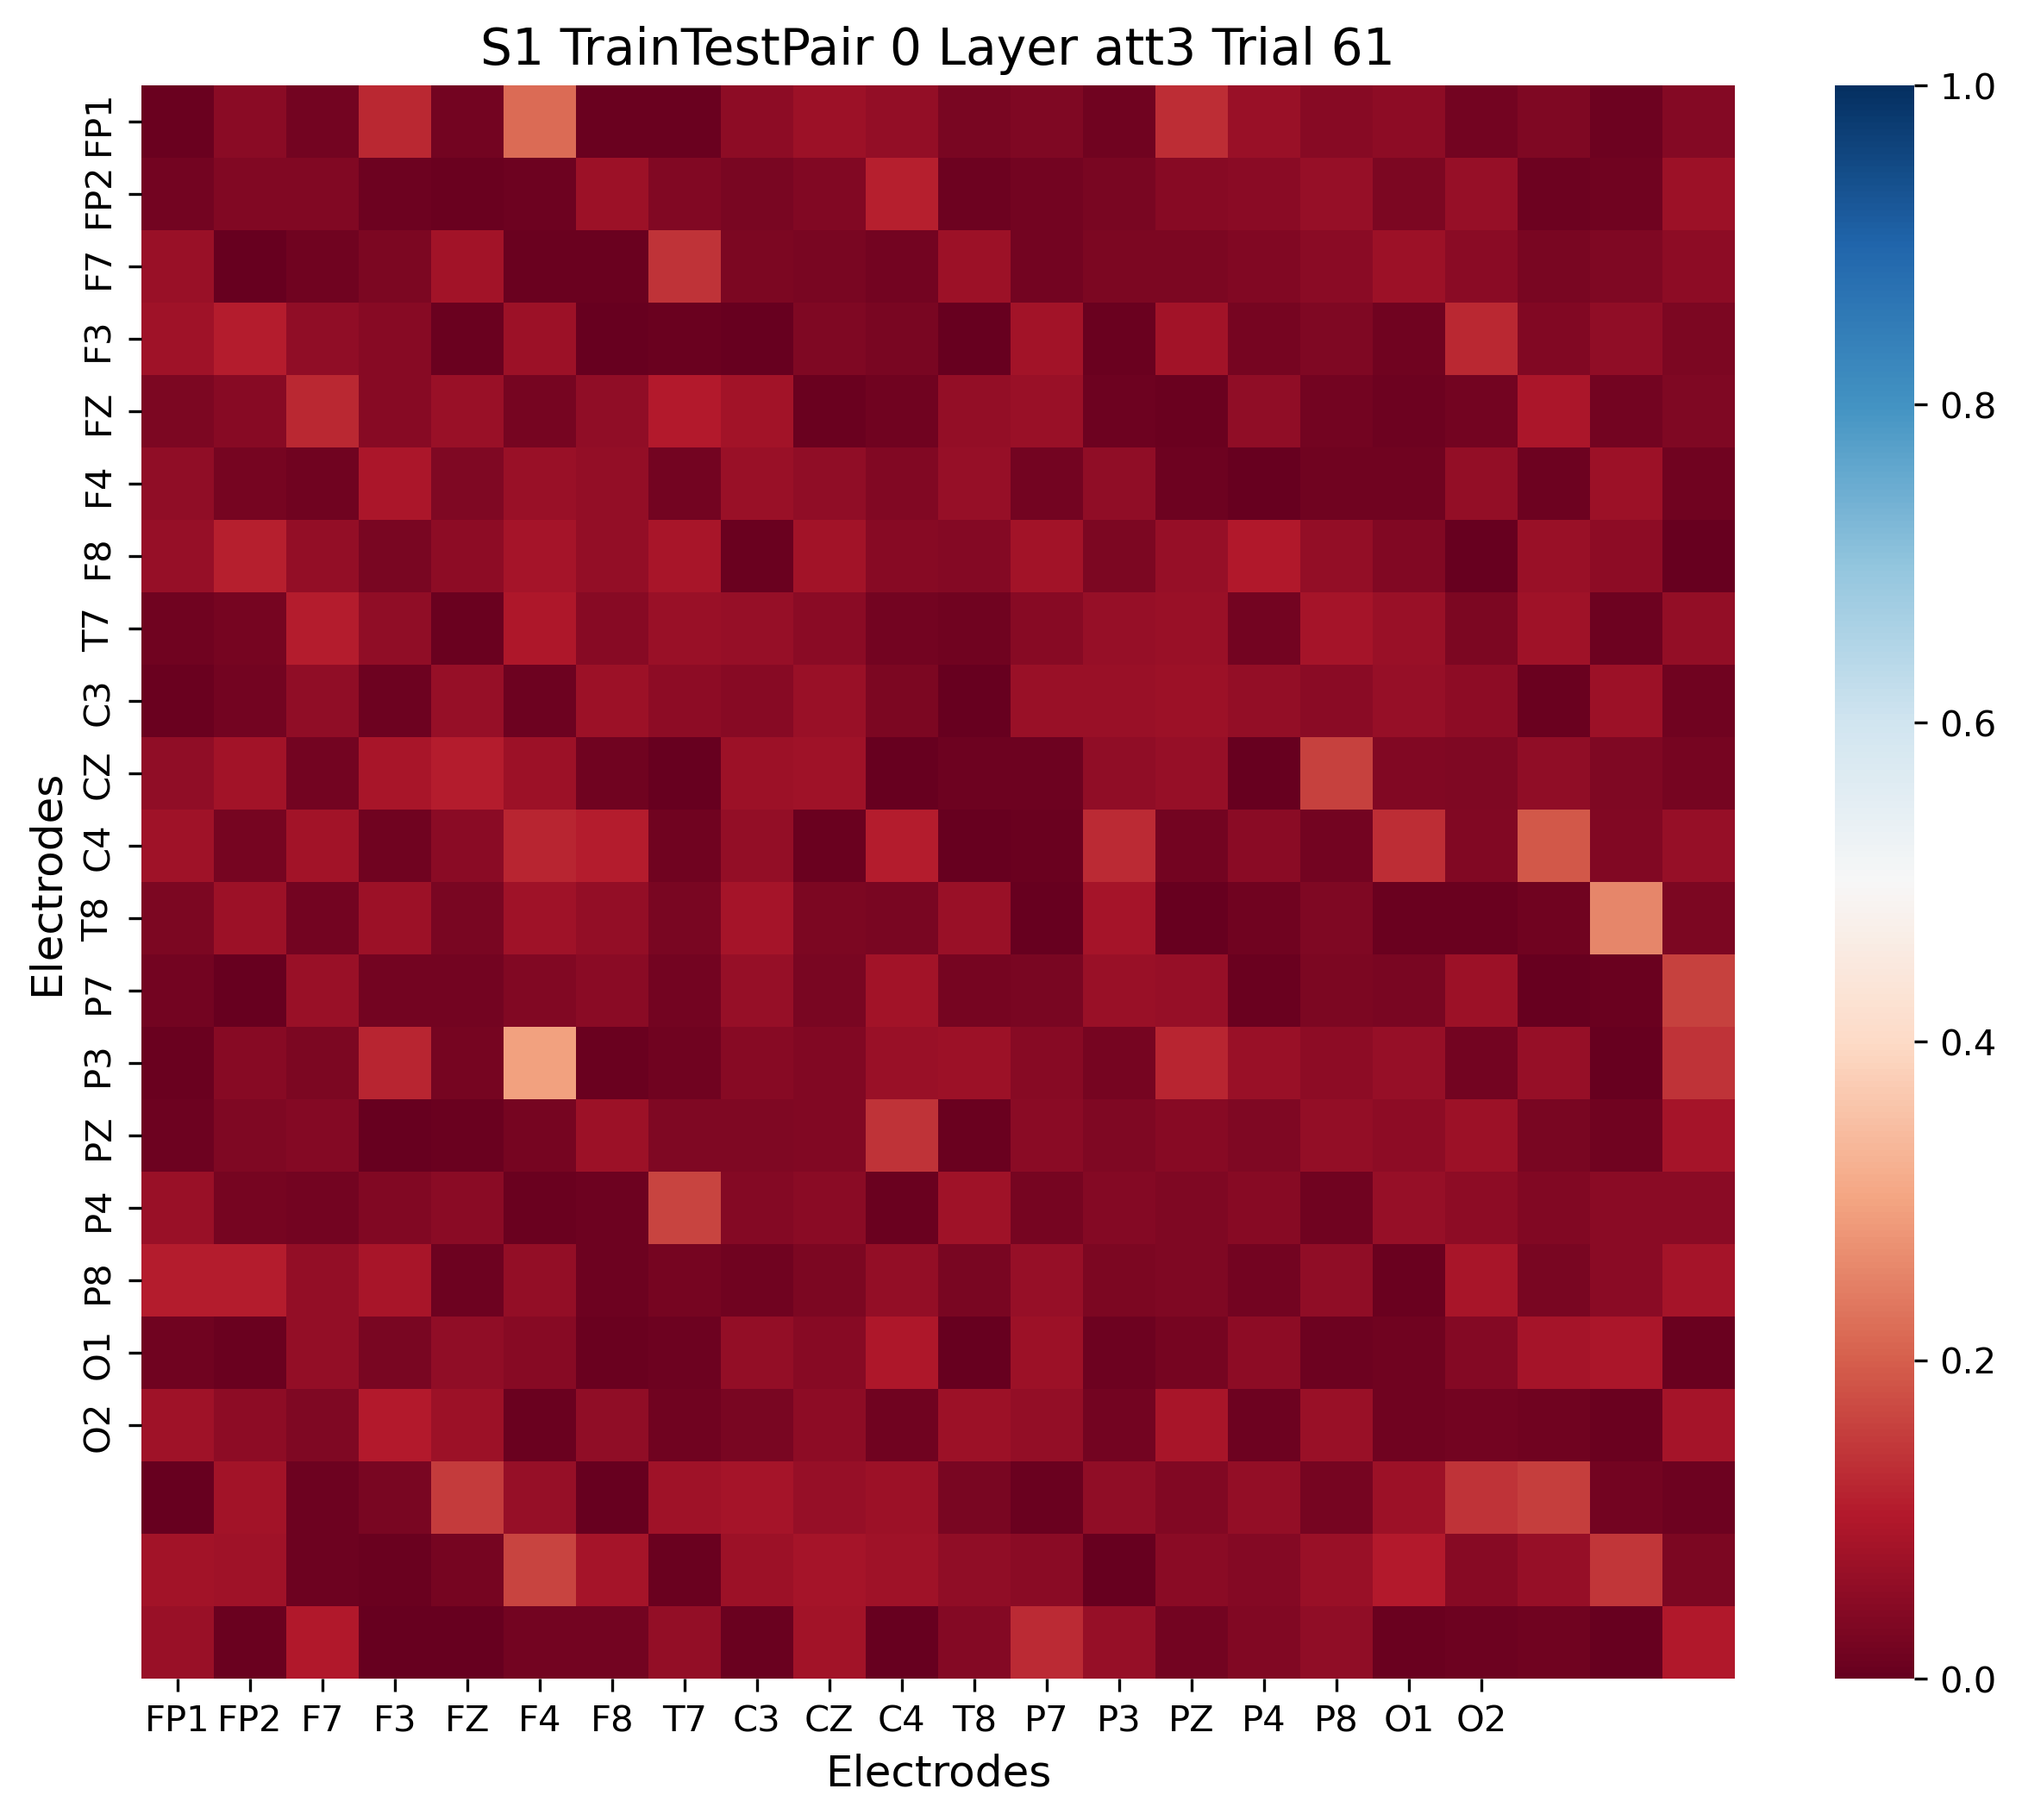 S1 TrainTestPair 0 Layer att3 Trial 61
Electrodes
FP1
FP2
F7
F3
FZ
F4
F8
T7
C3
CZ
C4
T8
P7
P3
PZ
P4
P8
O1
O2
FP1 FP2 F7 F3 FZ F4 F8 T7 C3 CZ C4 T8 P7 P3 PZ P4 P8 O1 O2
Electrodes
1.0
0.8
0.6
0.4
0.2
0.0